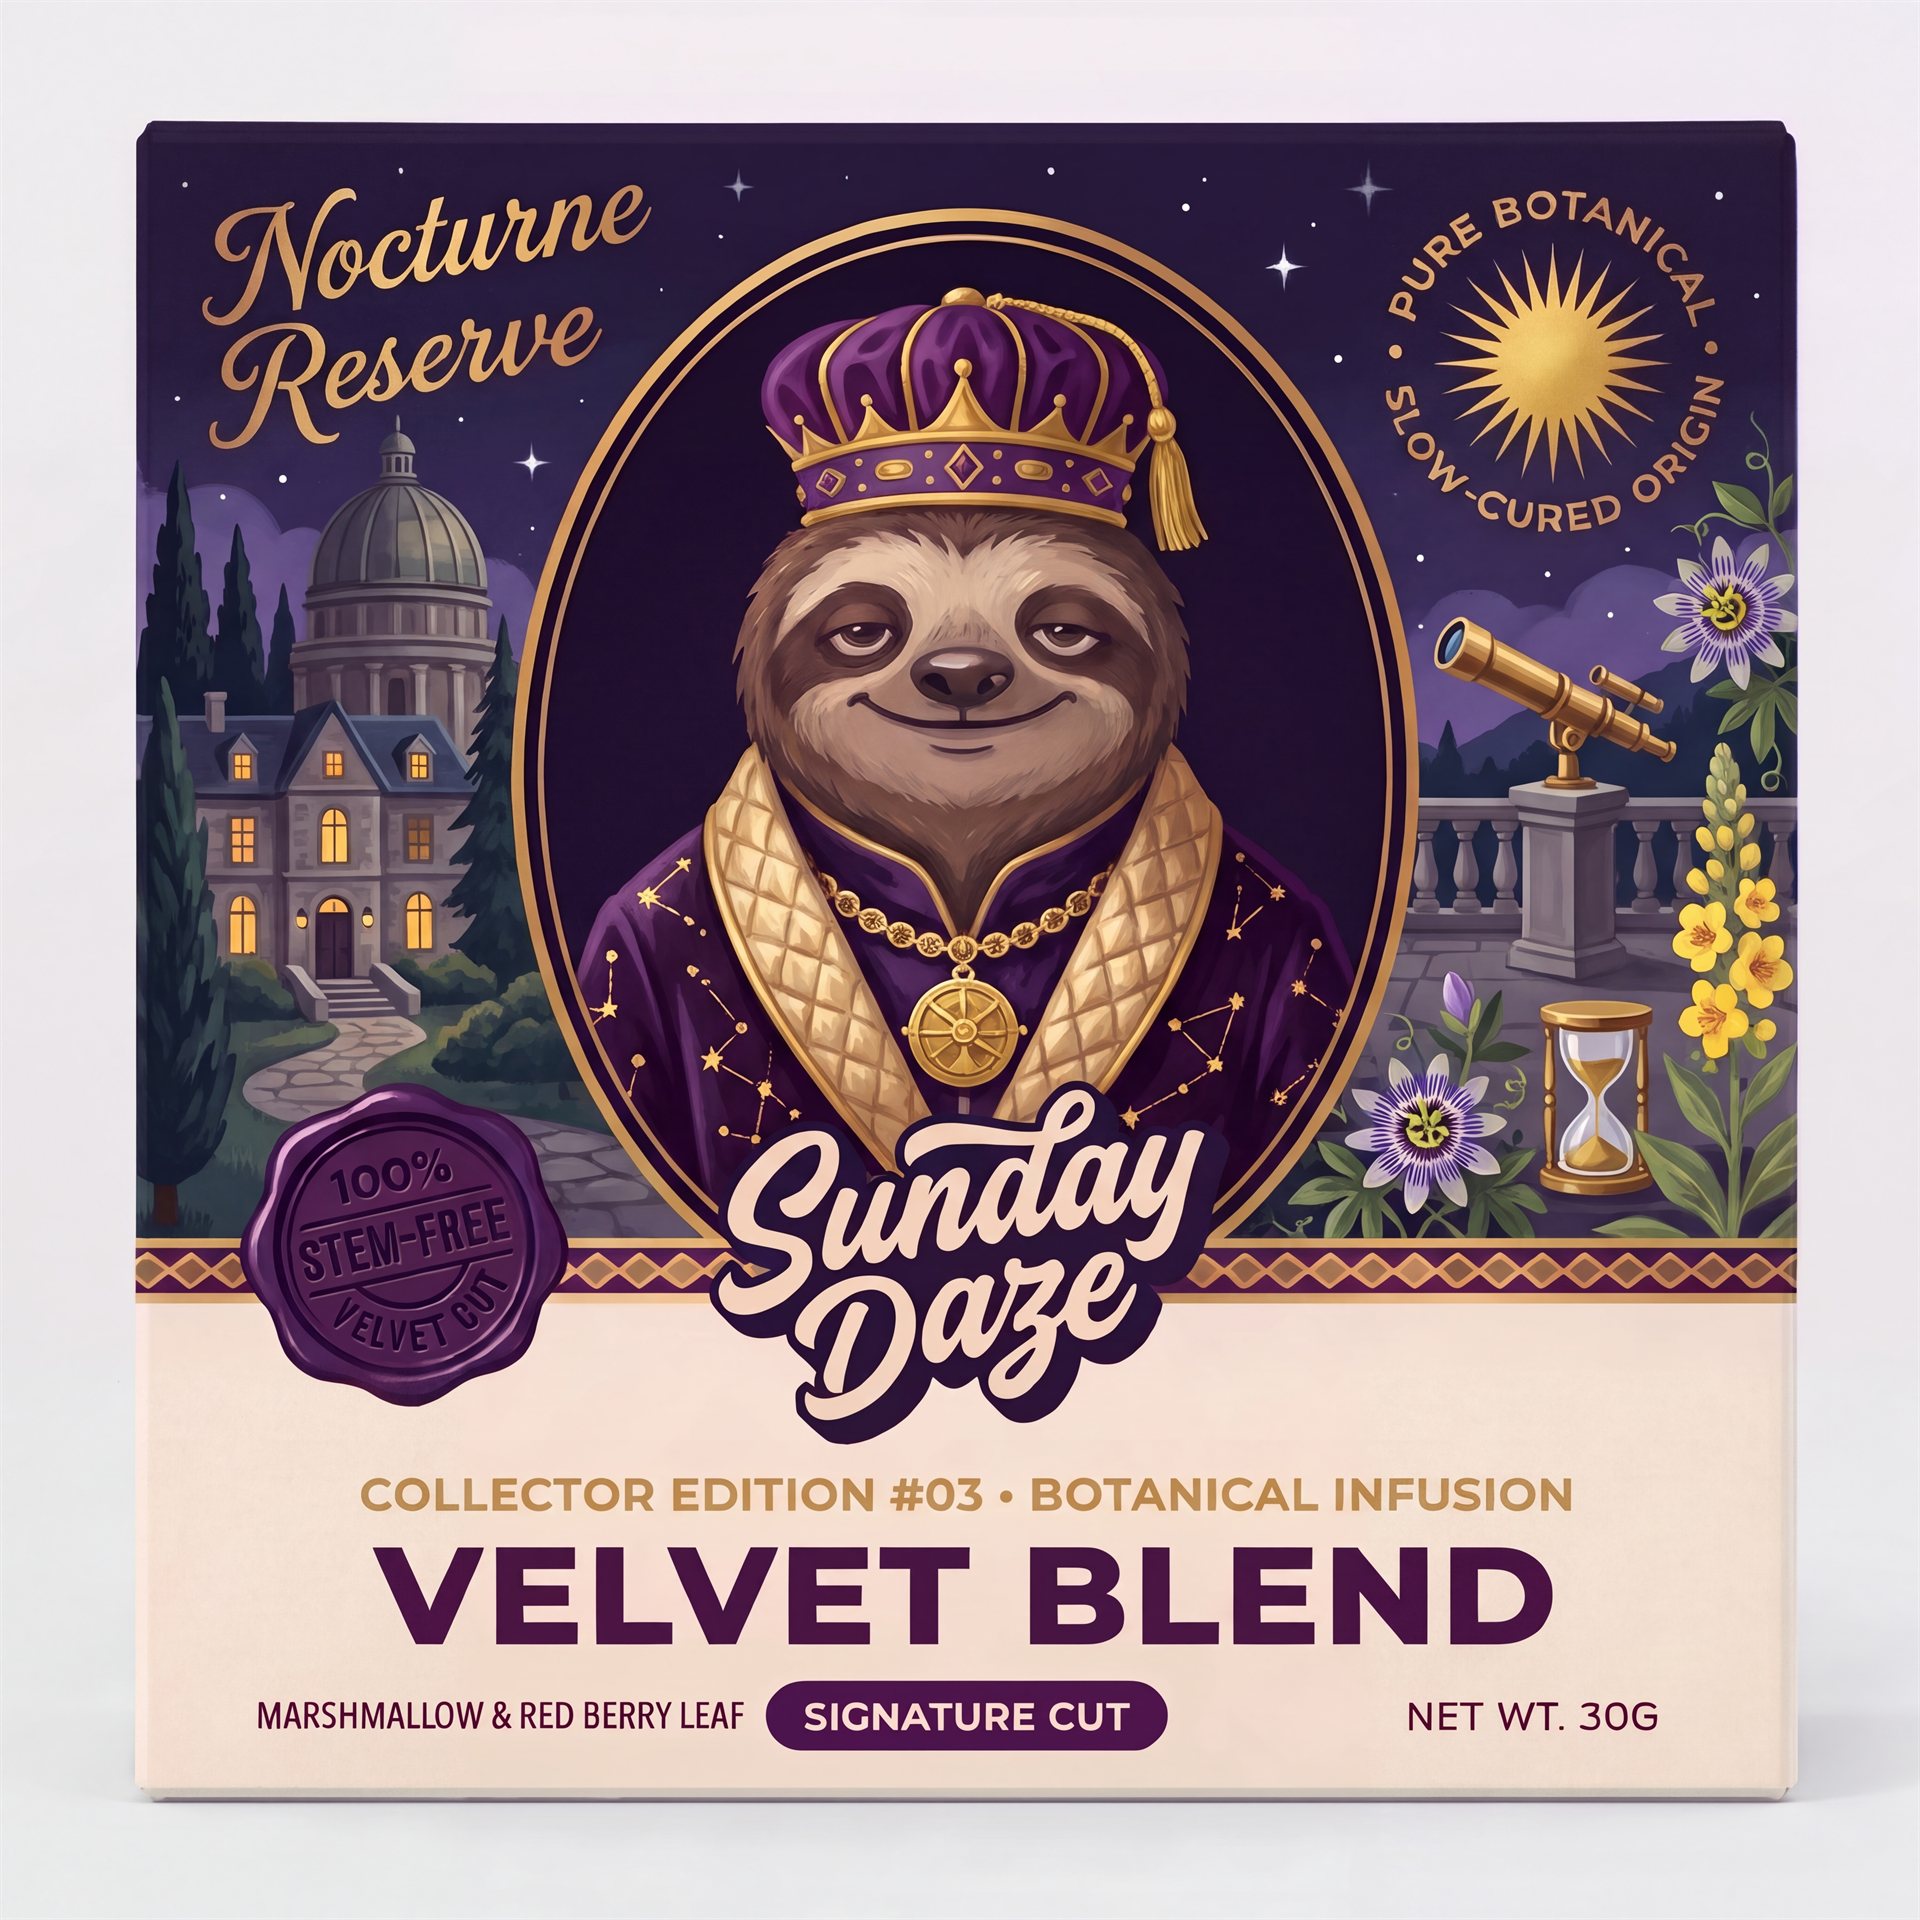 Nocturne
Reserve
• PURE BOTANICAL •
SLOW-CURED ORIGIN
100%
STEM-FREE
VELVET CUT
Sunday
Daze
COLLECTOR EDITION #03 • BOTANICAL INFUSION
VELVET BLEND
MARSHMALLOW & RED BERRY LEAF
SIGNATURE CUT
NET WT. 30G